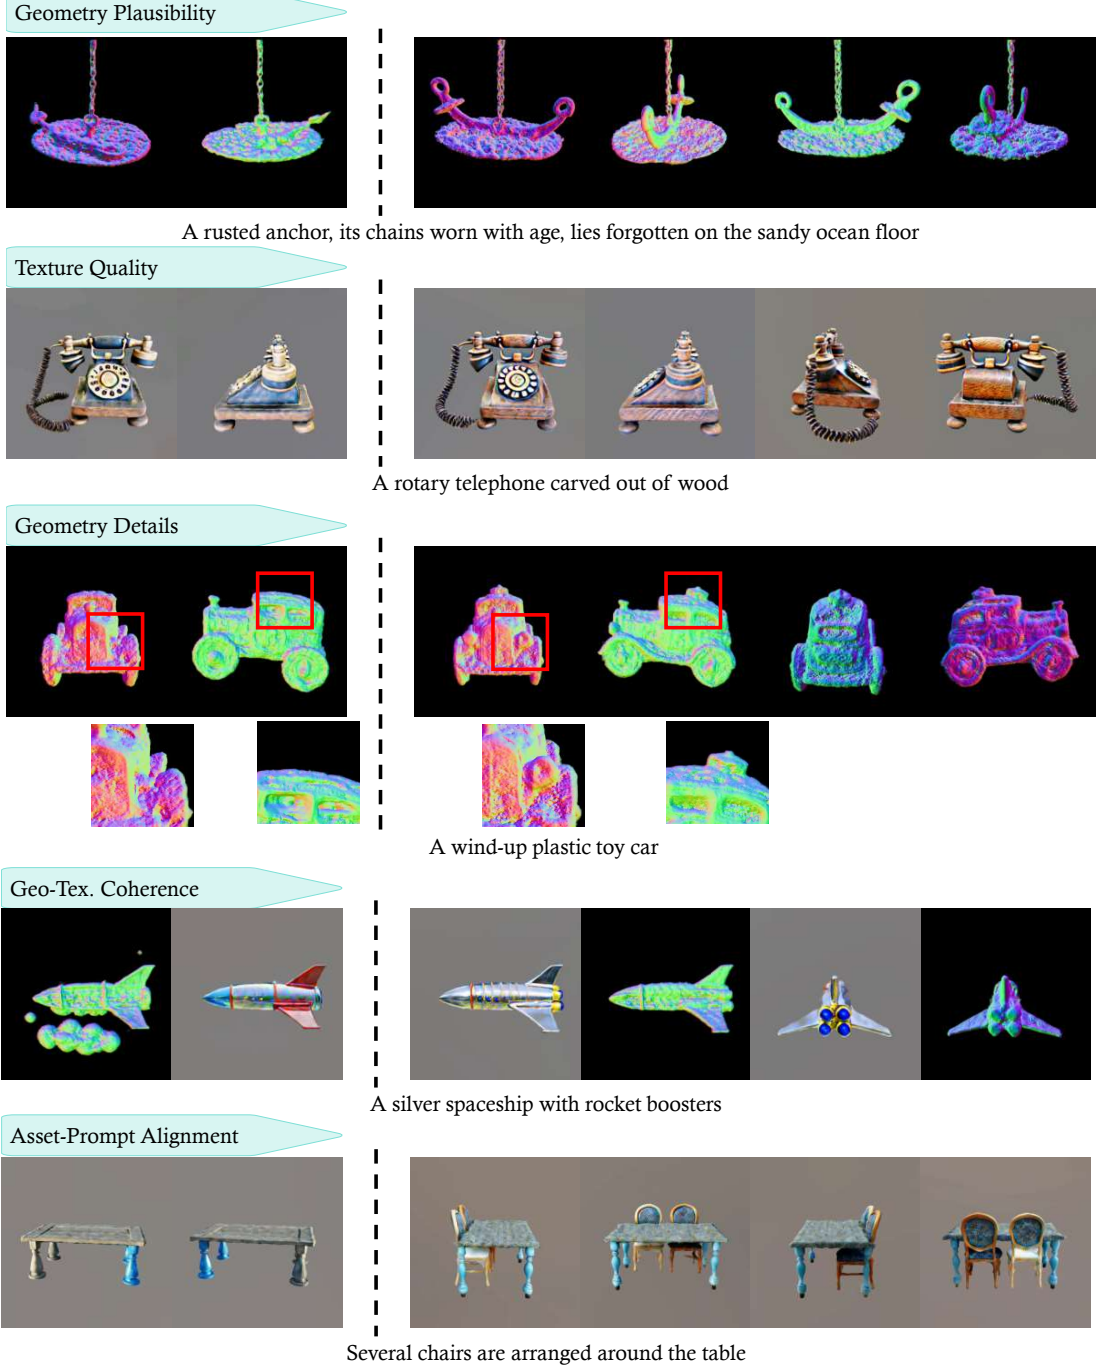 Geometry Plausibility
A rusted anchor, its chains worn with age, lies forgotten on the sandy ocean floor
Texture Quality
A rotary telephone carved out of wood
Geometry Details
A wind-up plastic toy car
Geo-Tex. Coherence
A silver spaceship with rocket boosters
Asset-Prompt Alignment
Several chairs are arranged around the table